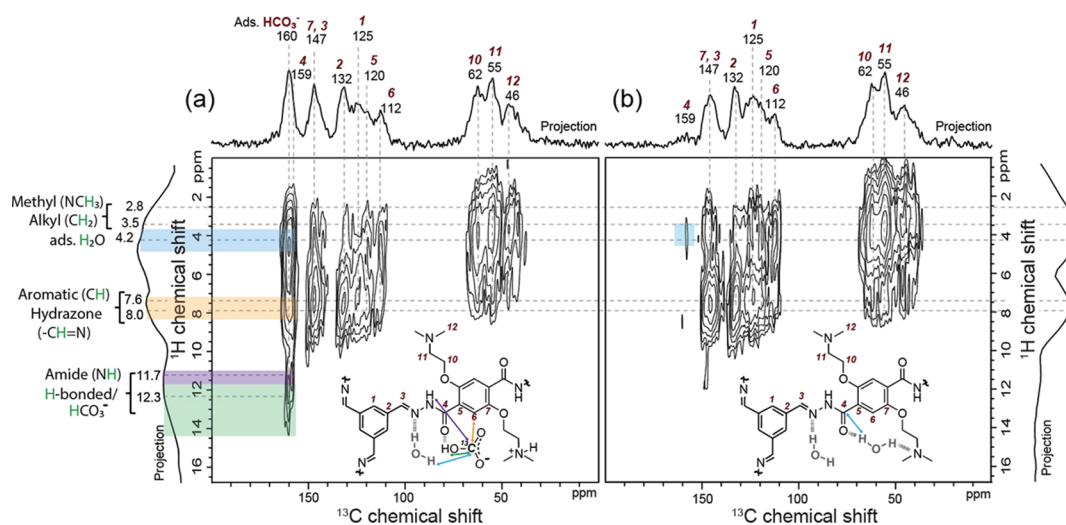 Ads. HCO₃⁻
160
4
159
7, 3
147
2
132
1
125
5
120
6
112
10
62
11
55
12
46
(a)
Projection
4
159
7, 3
147
2
132
1
125
5
120
6
112
10
62
11
55
12
46
(b)
Projection
Methyl (NCH₃)
2.8
Alkyl (CH₂)
3.5
ads. H₂O
4.2
Aromatic (CH)
7.6
Hydrazone
8.0
(-CH=N)
Amide (NH)
11.7
H-bonded/
12.3
HCO₃⁻
Projection
¹H chemical shift
ppm
2
4
6
8
10
12
14
16
150
100
50
ppm
¹³C chemical shift
N
12
11
10
O
O
NH
N
1
2
3
N
NH
4
5
6
7
O
O
N
H
O
H
HO
¹³C
O
O⁻
N
H
+
N
ppm
2
4
6
8
10
12
14
16
¹H chemical shift
150
100
50
ppm
¹³C chemical shift
N
12
11
10
O
O
NH
N
1
2
3
N
NH
4
5
6
7
O
O
N
H
O
H
H
O
H
N
N
Projection